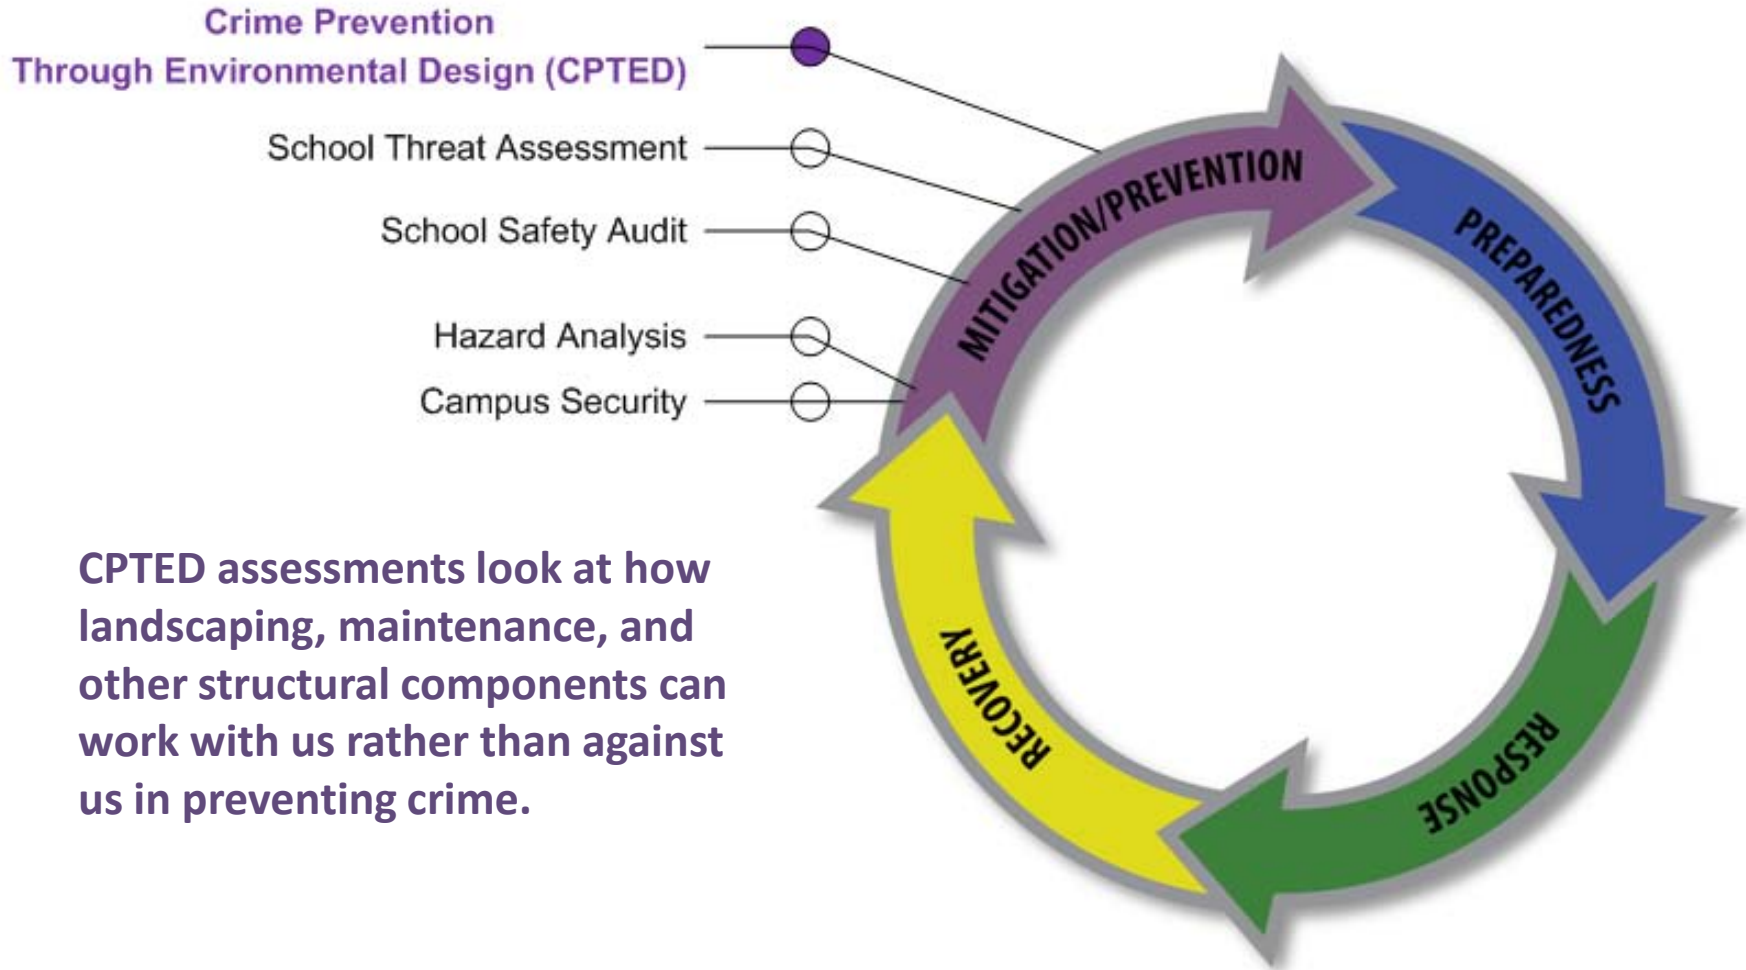 Crime Prevention
Through Environmental Design (CPTED)
School Threat Assessment
School Safety Audit
Hazard Analysis
Campus Security
MITIGATION/PREVENTION
PREPAREDNESS
RESPONSE
RECOVERY
CPTED assessments look at how
landscaping, maintenance, and
other structural components can
work with us rather than against
us in preventing crime.